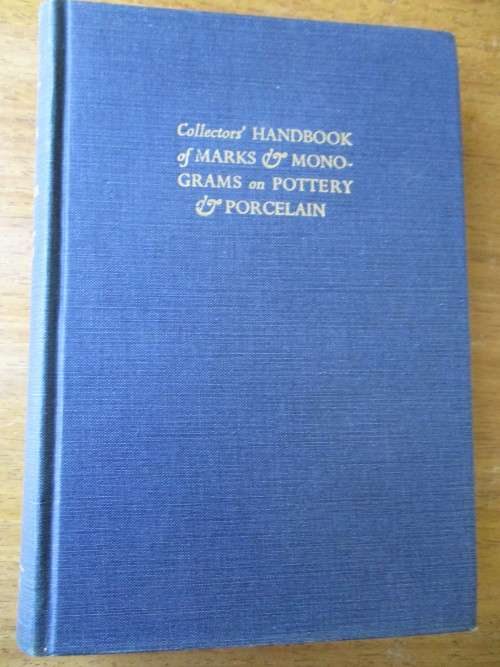 Collectors' HANDBOOK
of MARKS & MONO-
GRAMS on POTTERY
& PORCELAIN